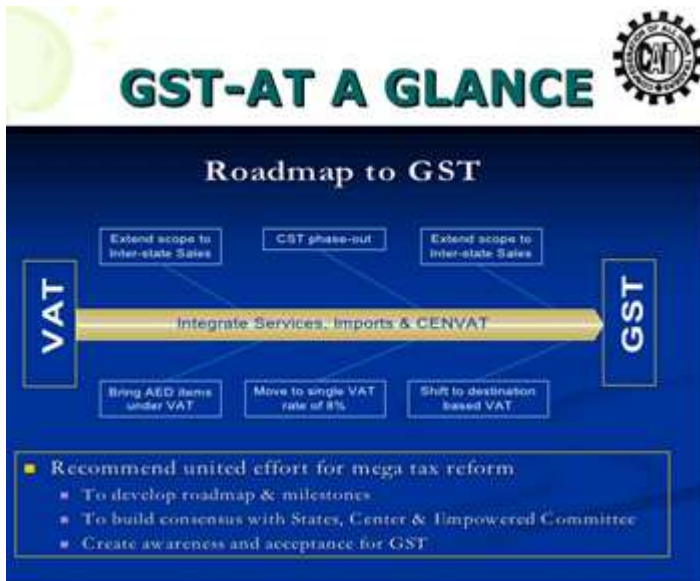 GST-AT A GLANCE
CAIT
Roadmap to GST
Extend scope to
Inter-state Sales
CST phase-out
Extend scope to
Inter-state Sales
VAT
Integrate Services, Imports & CENVAT
GST
Bring AED items
under VAT
Move to single VAT
rate of 8%
Shift to destination
based VAT
Recommend united effort for mega tax reform
To develop roadmap & milestones
To build consensus with States, Center & Empowered Committee
Create awareness and acceptance for GST